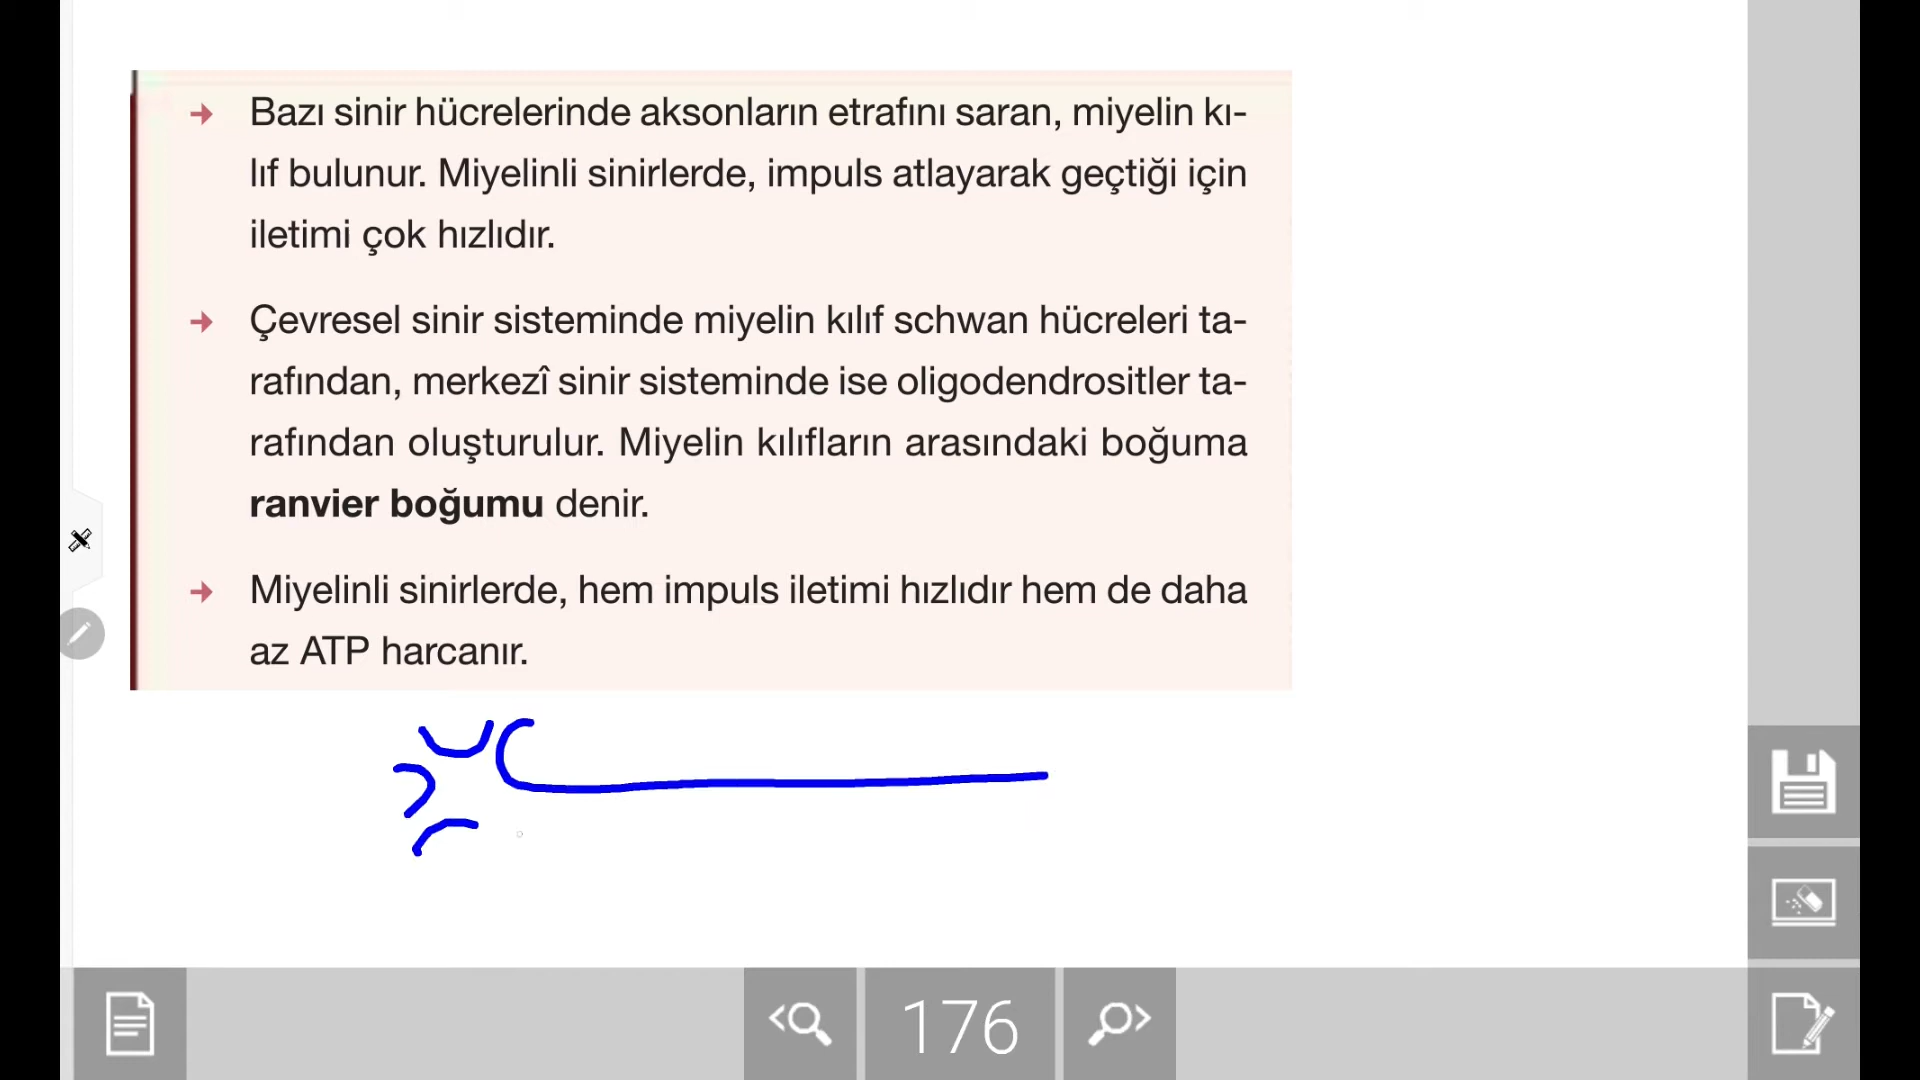 Bazı sinir hücrelerinde aksonların etrafını saran, miyelin kı-
lıf bulunur. Miyelinli sinirlerde, impuls atlayarak geçtiği için
iletimi çok hızlıdır.
Çevresel sinir sisteminde miyelin kılıf schwan hücreleri ta-
rafından, merkezî sinir sisteminde ise oligodendrositler ta-
rafından oluşturulur. Miyelin kılıfların arasındaki boğuma
ranvier boğumu denir.
Miyelinli sinirlerde, hem impuls iletimi hızlıdır hem de daha
az ATP harcanır.
176